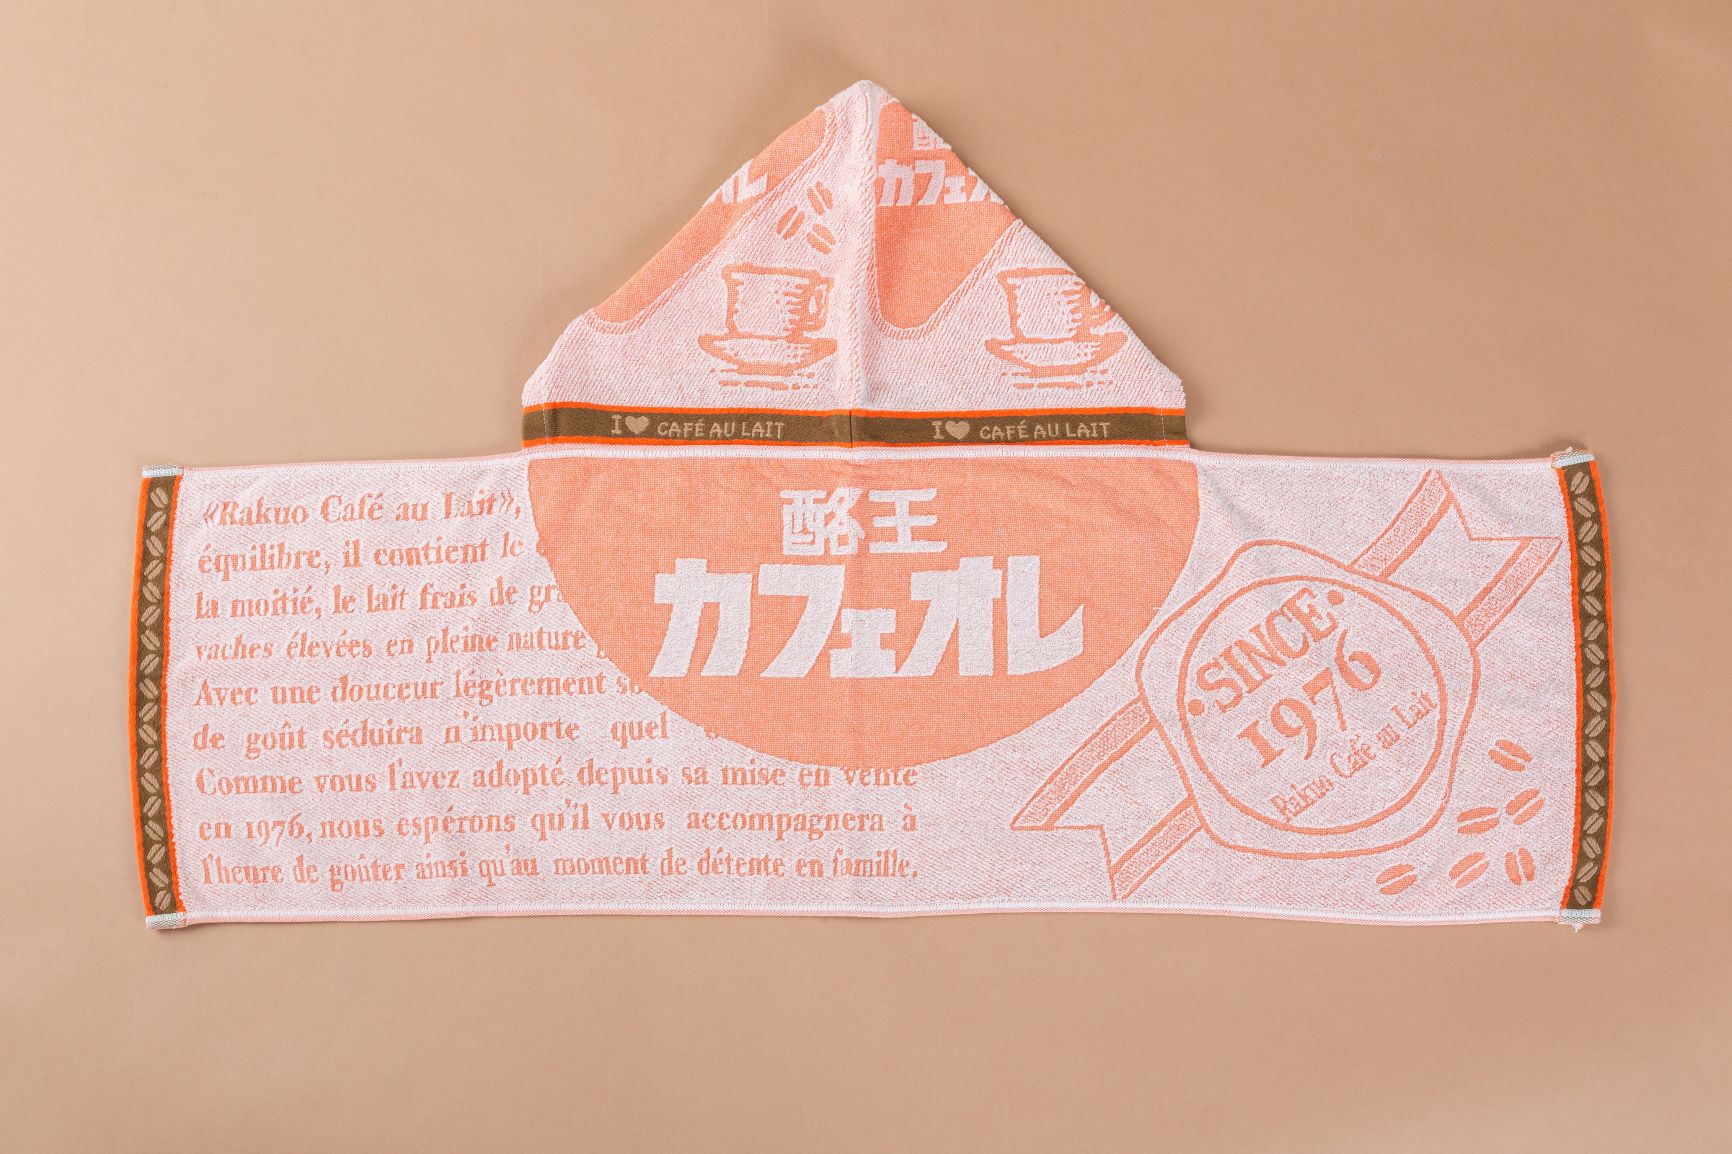 カフェオレ
I♥ CAFÉ AU LAIT
I♥ CAFÉ AU LAIT
«Rakuo Café au Lait»,
équilibre, il contient le
la moitié, le lait frais de
vaches élevées en pleine nature
Avec une douceur légèrement
de goût séduira n'importe quel
Comme vous l'avez adopté depuis sa mise en vente
en 1976, nous espérons qu'il vous accompagnera à
l'heure de goûter ainsi qu'au moment de détente en famille.
酪王
カフェオレ
SINCE
1976
Rakuo Café au Lait